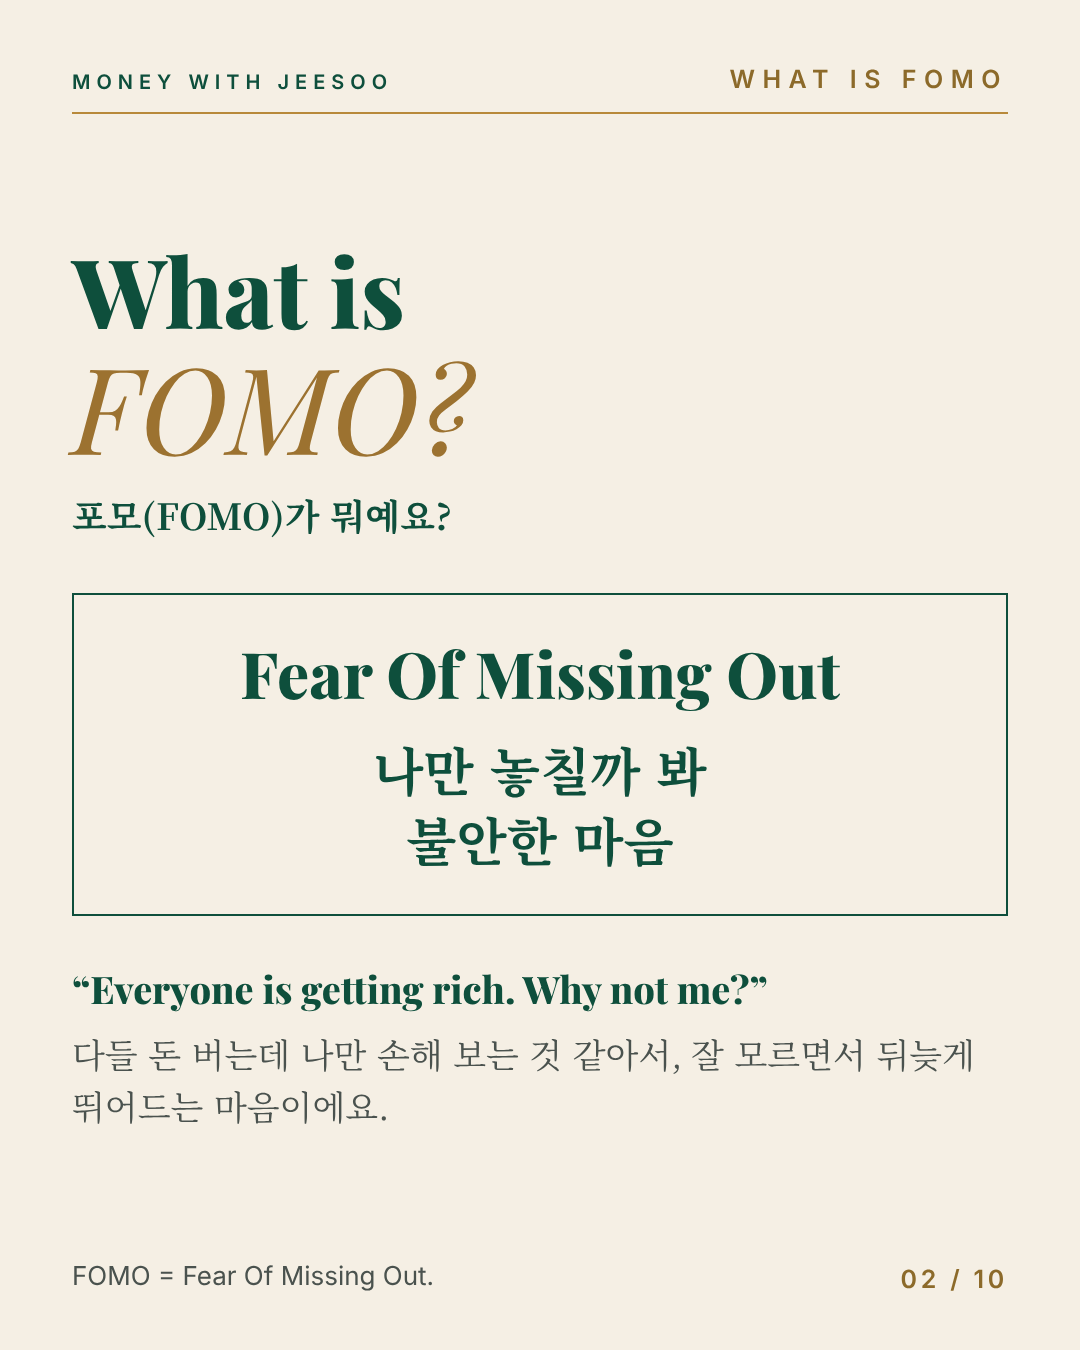 MONEY WITH JEESOO
WHAT IS FOMO
What is
FOMO?
포모(FOMO)가 뭐예요?
Fear Of Missing Out
나만 놓칠까 봐
불안한 마음
“Everyone is getting rich. Why not me?”
다들 돈 버는데 나만 손해 보는 것 같아서, 잘 모르면서 뒤늦게
뛰어드는 마음이에요.
FOMO = Fear Of Missing Out.
02 / 10